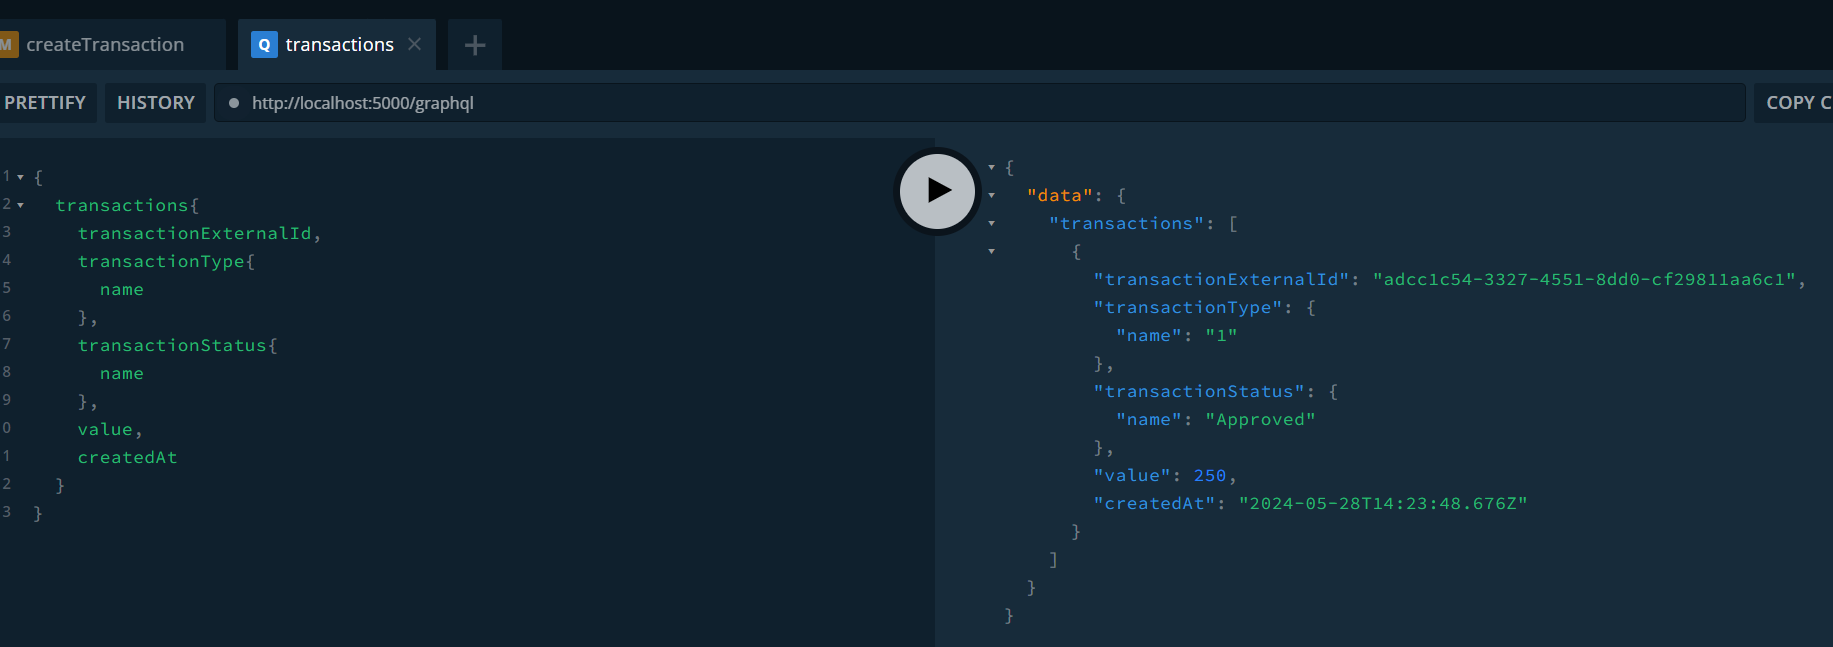 M createTransaction
Q transactions ✕ +
PRETTIFY HISTORY http://localhost:5000/graphql COPY C
1 {
2 transactions{
3 transactionExternalId,
4 transactionType{
5 name
6 },
7 transactionStatus{
8 name
9 },
0 value,
1 createdAt
2 }
3 }
{
"data": {
"transactions": [
{
"transactionExternalId": "adcc1c54-3327-4551-8dd0-cf29811aa6c1",
"transactionType": {
"name": "1"
},
"transactionStatus": {
"name": "Approved"
},
"value": 250,
"createdAt": "2024-05-28T14:23:48.676Z"
}
]
}
}